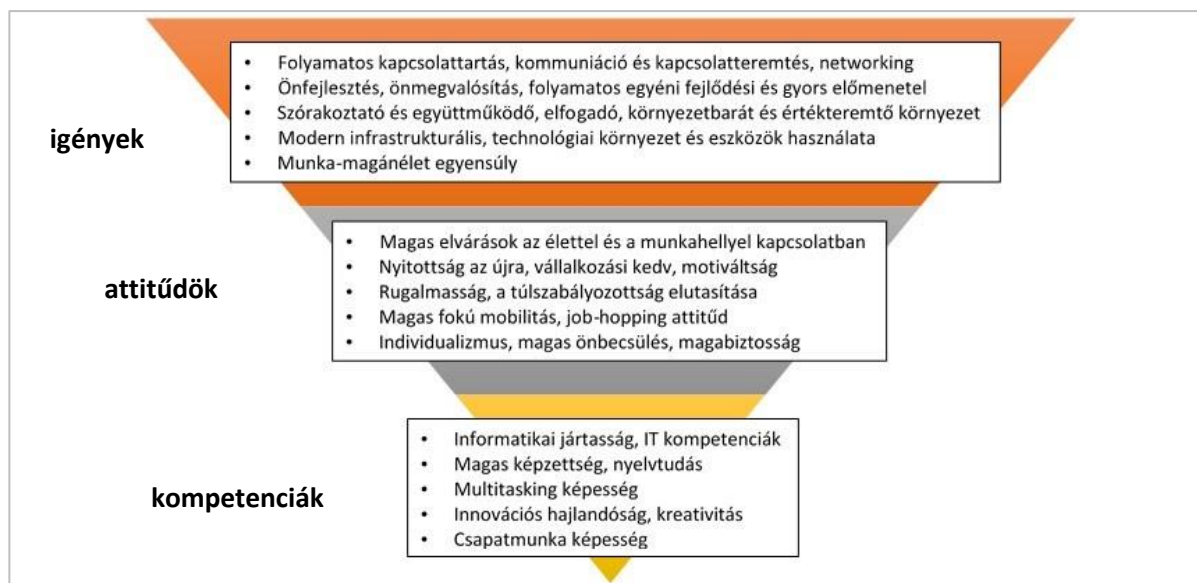 • Folyamatos kapcsolattartás, kommuniáció és kapcsolatteremtés, networking
• Önfejlesztés, önmegvalósítás, folyamatos egyéni fejlődési és gyors előmenetel
• Szórakoztató és együttműködő, elfogadó, környezetbarát és értékteremtő környezet
• Modern infrastrukturális, technológiai környezet és eszközök használata
• Munka-magánélet egyensúly
igények
• Magas elvárások az élettel és a munkahellyel kapcsolatban
• Nyitottság az újra, vállalkozási kedv, motiváltság
• Rugalmasság, a túlszabályozottság elutasítása
• Magas fokú mobilitás, job-hopping attitűd
• Individualizmus, magas önbecsülés, magabiztosság
attitűdök
• Informatikai jártasság, IT kompetenciák
• Magas képzettség, nyelvtudás
• Multitasking képesség
• Innovációs hajlandóság, kreativitás
• Csapatmunka képesség
kompetenciák